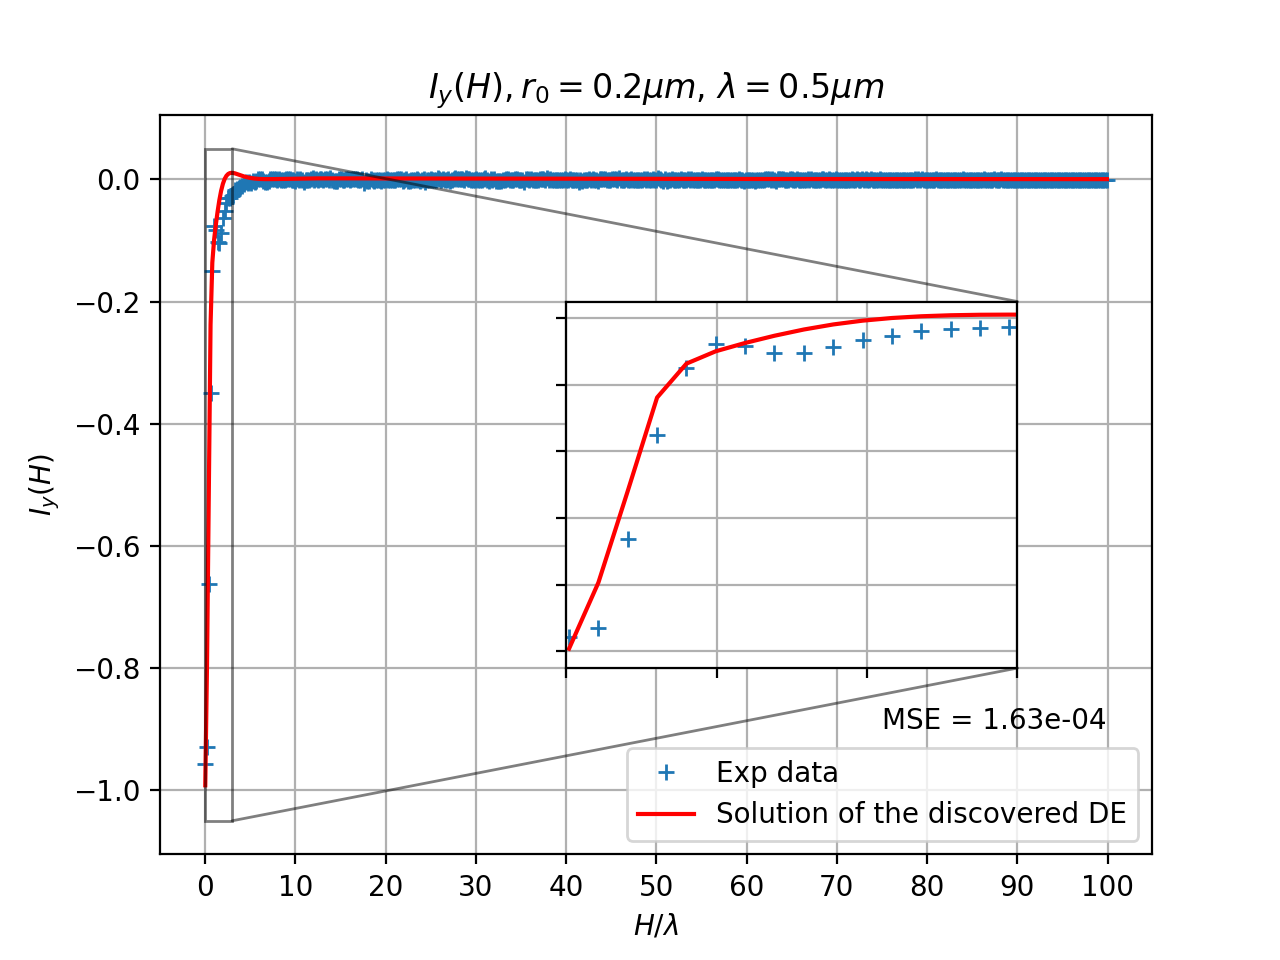 I_y(H), r_0 = 0.2μm, λ = 0.5μm
I_y(H)
0.0
−0.2
−0.4
−0.6
−0.8
−1.0
MSE = 1.63e-04
Exp data
Solution of the discovered DE
0 10 20 30 40 50 60 70 80 90 100
H/λ